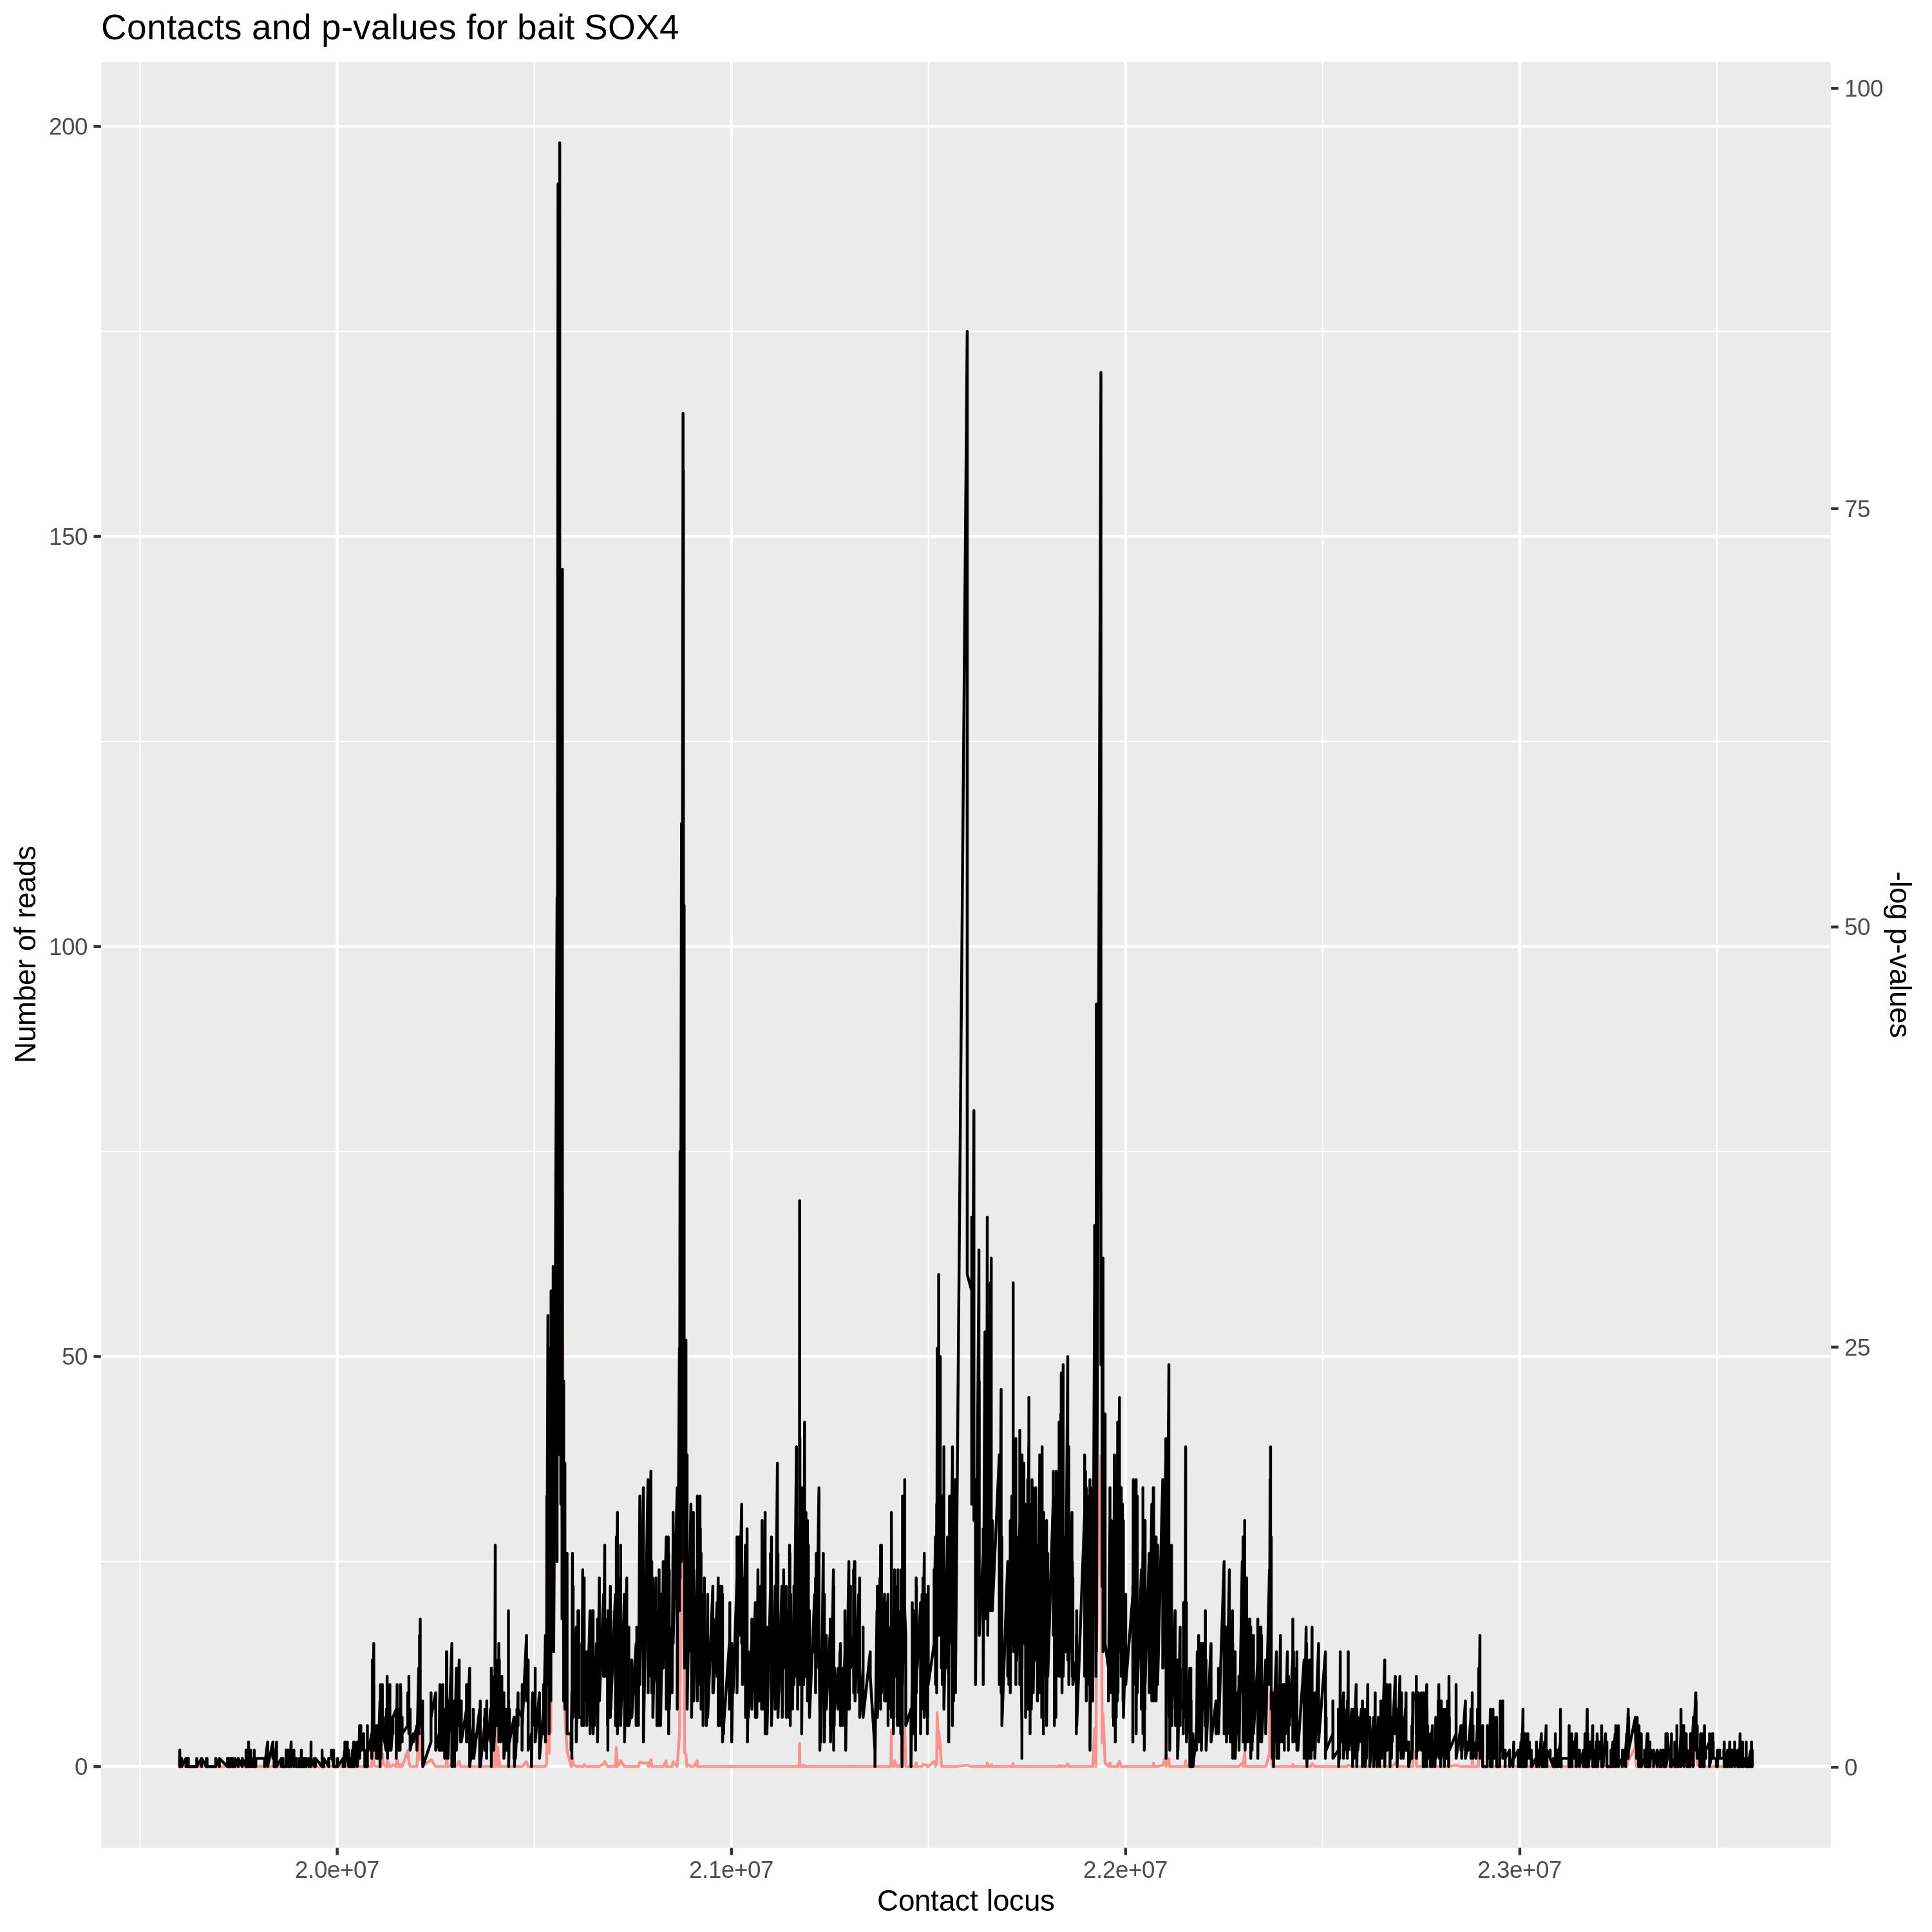 Contacts and p-values for bait SOX4
200
150
100
50
0
Number of reads
100
75
50
25
0
-log p-values
2.0e+07
2.1e+07
2.2e+07
2.3e+07
Contact locus